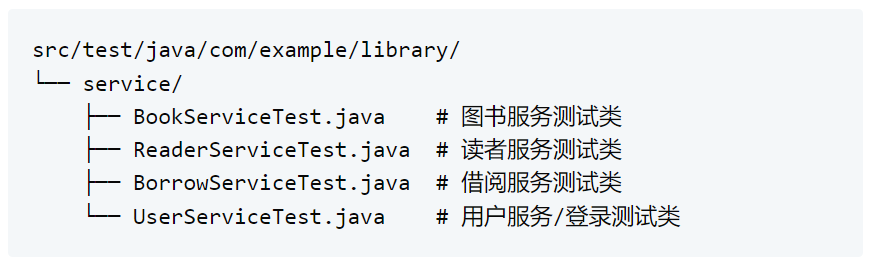 src/test/java/com/example/library/
└── service/
    ├── BookServiceTest.java    # 图书服务测试类
    ├── ReaderServiceTest.java  # 读者服务测试类
    ├── BorrowServiceTest.java  # 借阅服务测试类
    └── UserServiceTest.java    # 用户服务/登录测试类